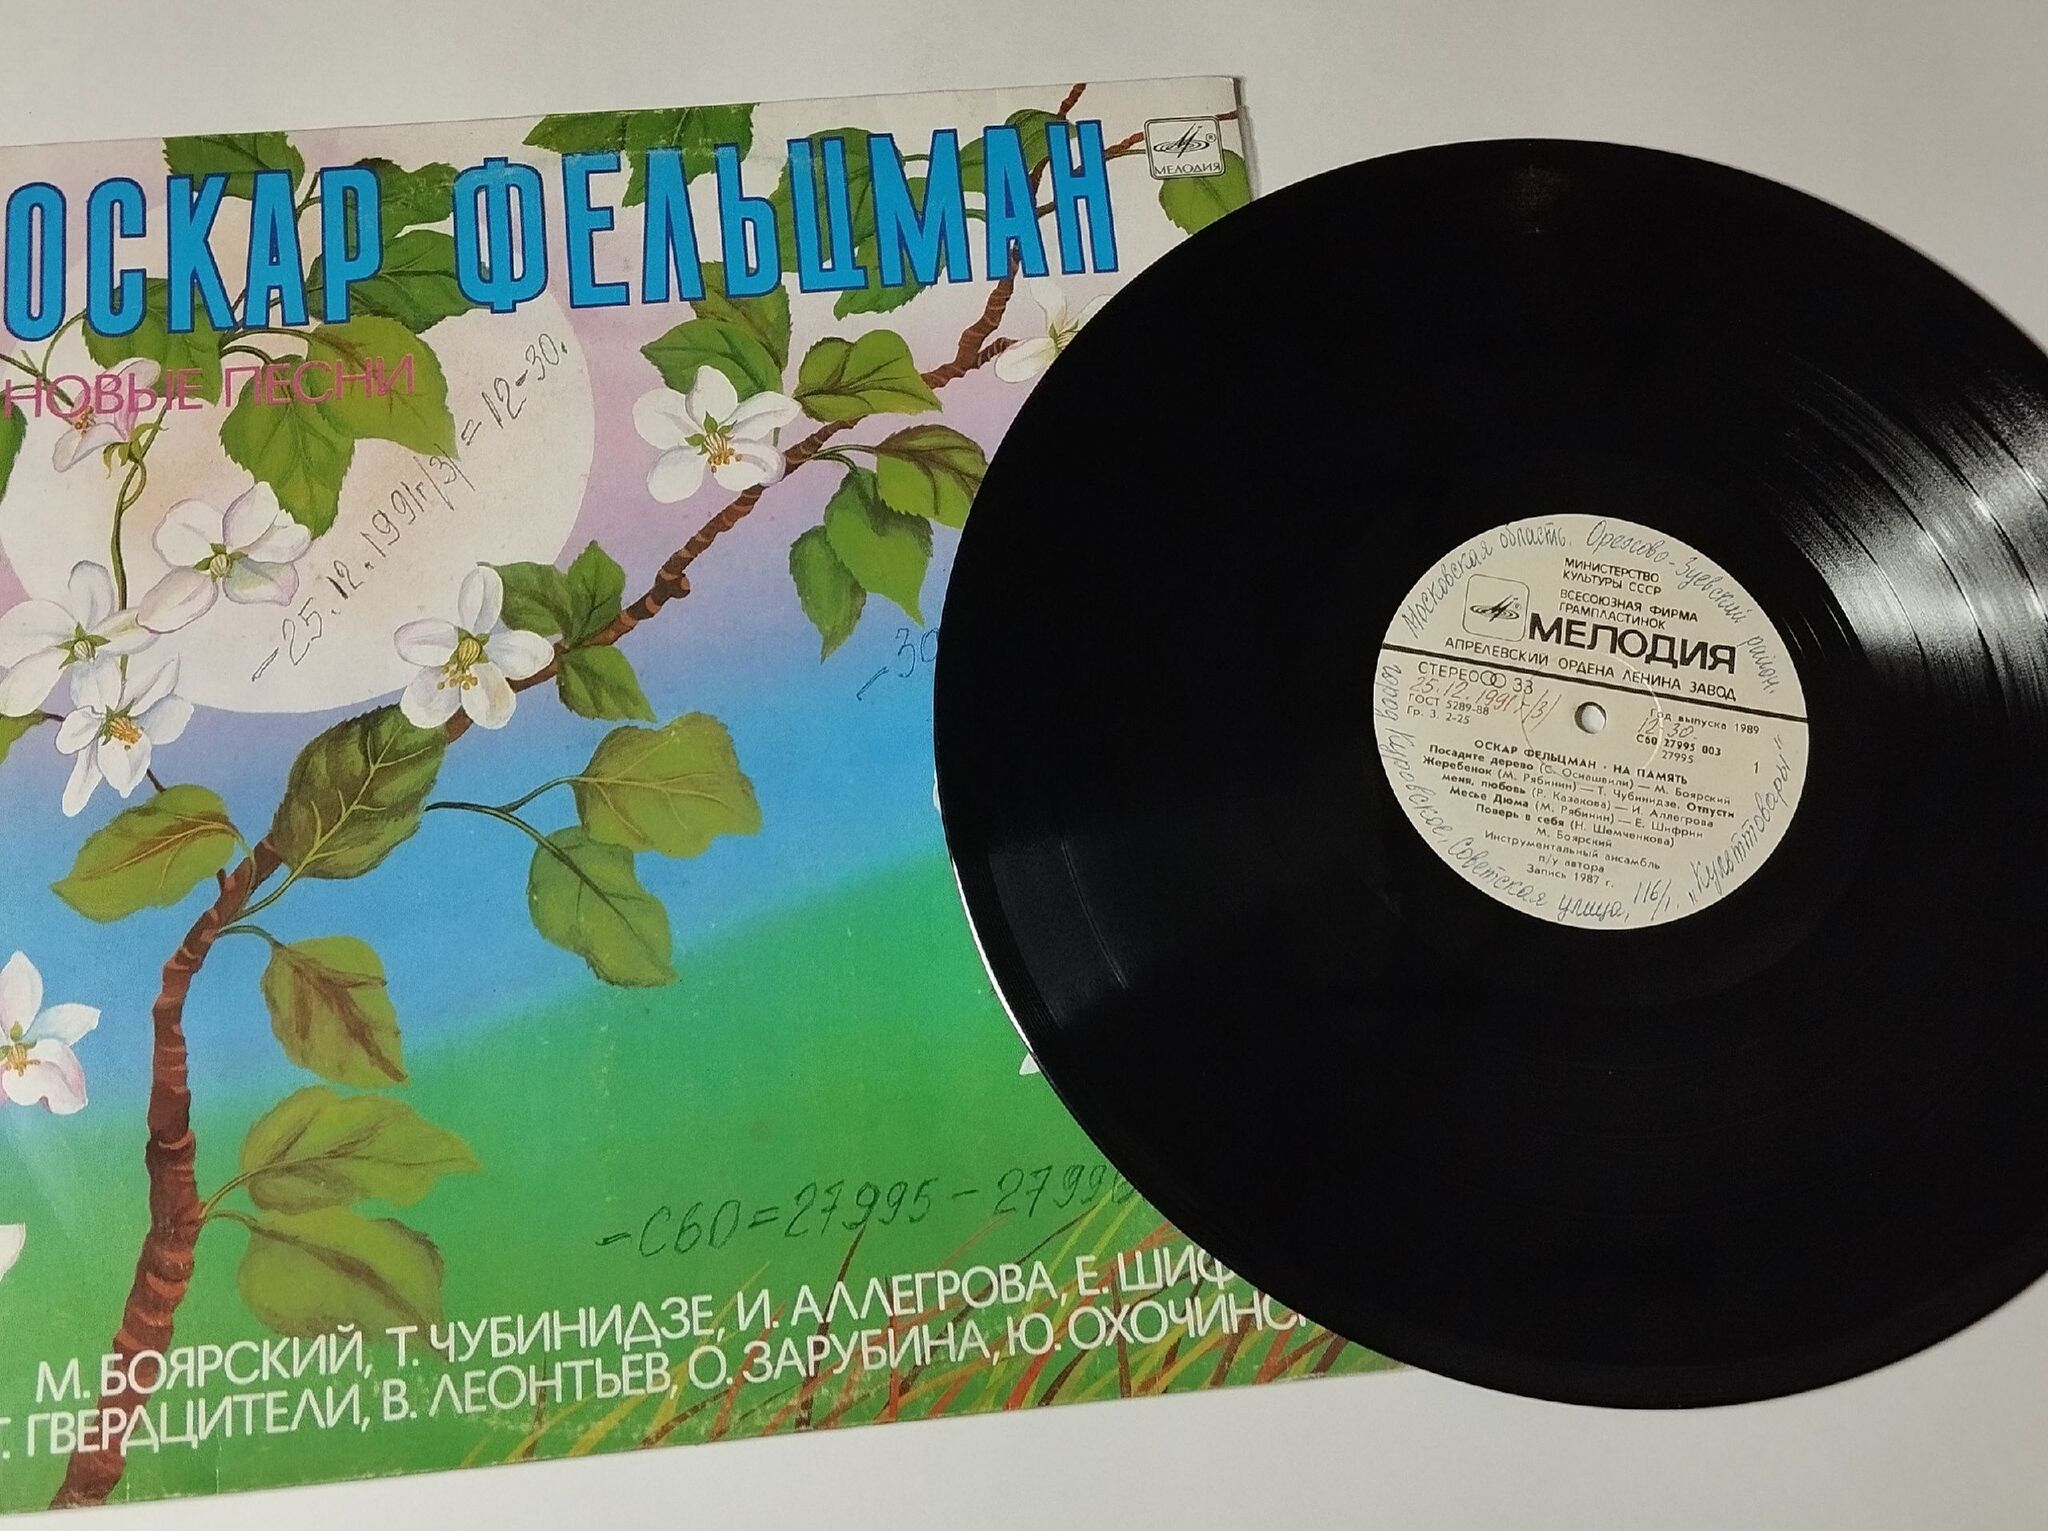 ОСКАР ФЕЛЬЦМАН
МЕЛОДИЯ
НОВЫЕ ПЕСНИ
-25.12.1991г/3/=12-30.
-30
-С60=27995-27996
М. БОЯРСКИЙ, Т. ЧУБИНИДЗЕ, И. АЛЛЕГРОВА, Е. ШИФ
Т. ГВЕРДЦИТЕЛИ, В. ЛЕОНТЬЕВ, О. ЗАРУБИНА, Ю. ОХОЧИНС
Московская область. Орехово-Зуевский район.
город Куровское, Советская улица, 116/1. „Культтовары"
МИНИСТЕРСТВО
КУЛЬТУРЫ СССР
ВСЕСОЮЗНАЯ ФИРМА
ГРАМПЛАСТИНОК
МЕЛОДИЯ
АПРЕЛЕВСКИЙ ОРДЕНА ЛЕНИНА ЗАВОД
СТЕРЕО 33
25.12.1991г/3/
12-30.
ГОСТ 5289-88
Гр. 3. 2-25
Год выпуска 1989
С60 27995 003
27995
1
ОСКАР ФЕЛЬЦМАН · НА ПАМЯТЬ
Посадите дерево (С. Осиашвили) — М. Боярский
Жеребенок (М. Рябинин) — Т. Чубинидзе. Отпусти
меня, любовь (Р. Казакова) — И. Аллегрова
Месье Дюма (М. Рябинин) — Е. Шифрин
Поверь в себя (Н. Шемченкова)
М. Боярский
Инструментальный ансамбль
п/у автора
Запись 1987 г.